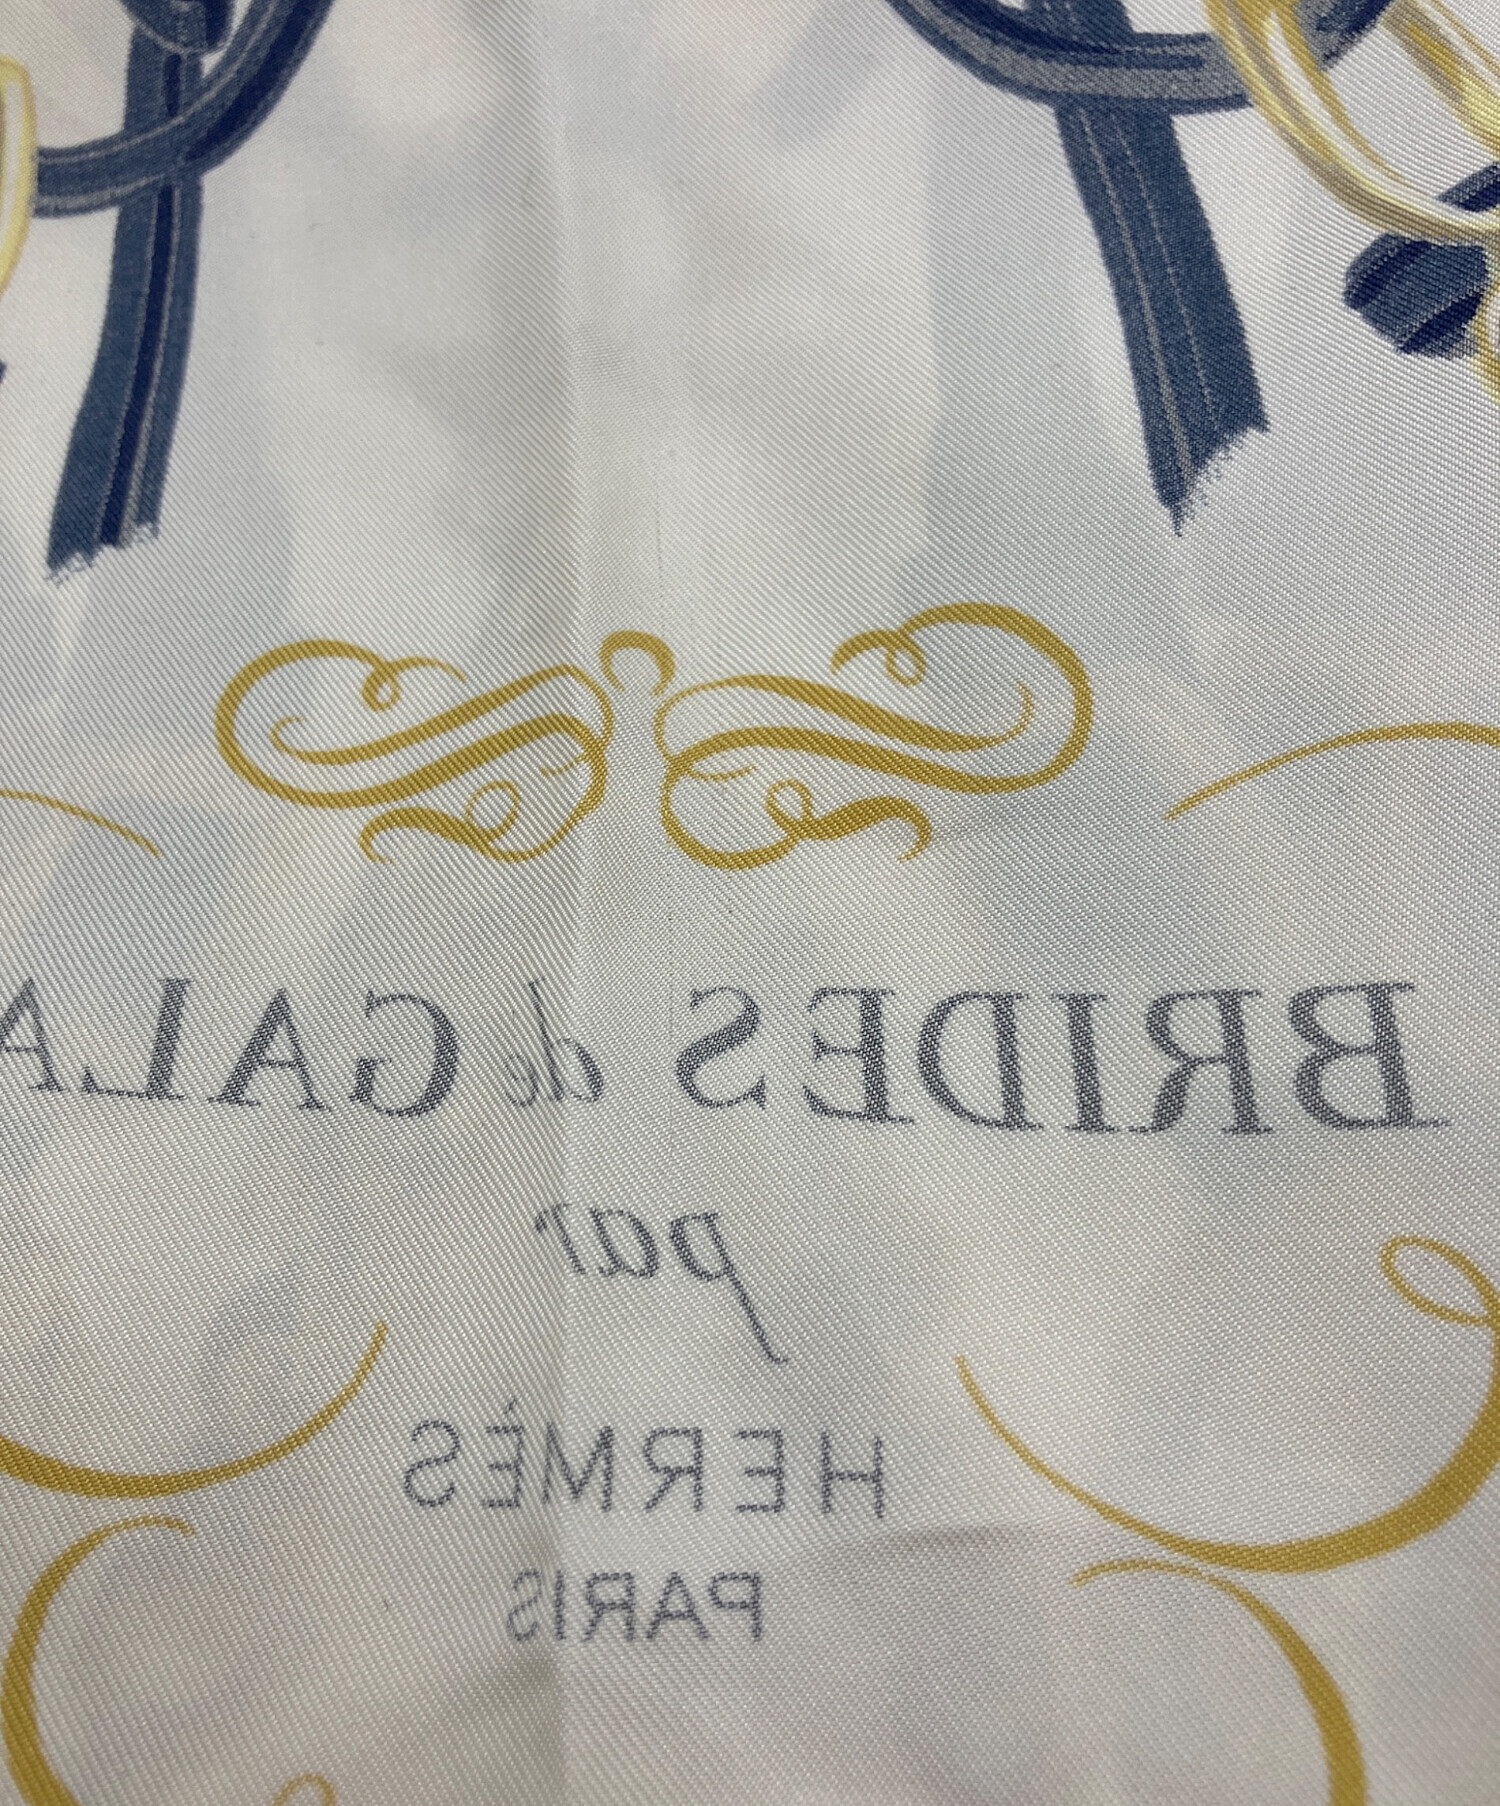 BRIDES de GALA
par
HERMÈS
PARIS